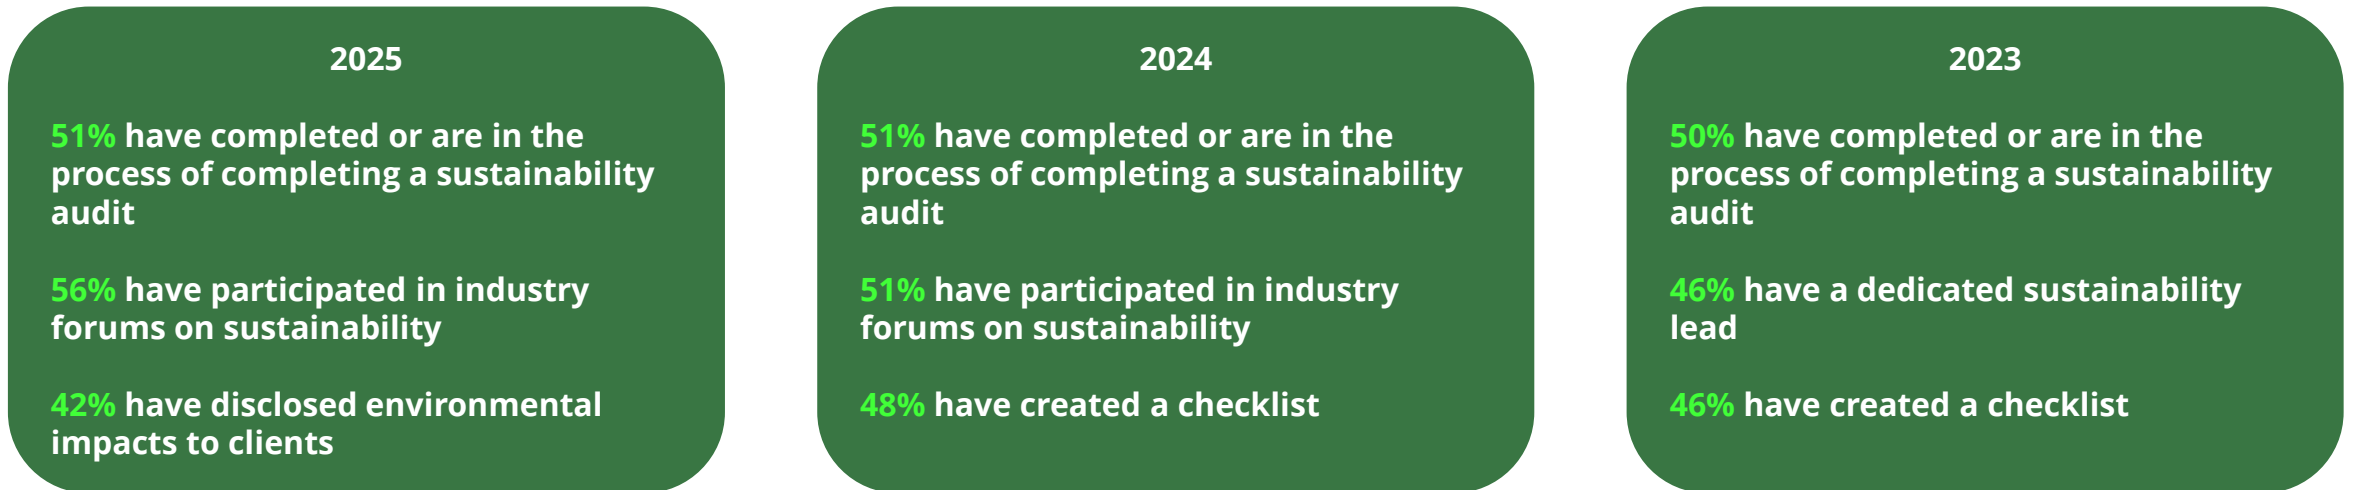 2025
51% have completed or are in the
process of completing a sustainability
audit
56% have participated in industry
forums on sustainability
42% have disclosed environmental
impacts to clients
2024
51% have completed or are in the
process of completing a sustainability
audit
51% have participated in industry
forums on sustainability
48% have created a checklist
2023
50% have completed or are in the
process of completing a sustainability
audit
46% have a dedicated sustainability
lead
46% have created a checklist